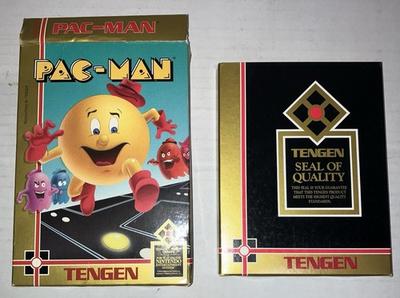 PAC-MAN
PAC-MAN
TENGEN
NINTENDO
TENGEN
SEAL OF
QUALITY
THIS SEAL IS YOUR GUARANTEE
THAT THIS TENGEN PRODUCT
MEETS THE HIGHEST QUALITY
STANDARDS.
TENGEN